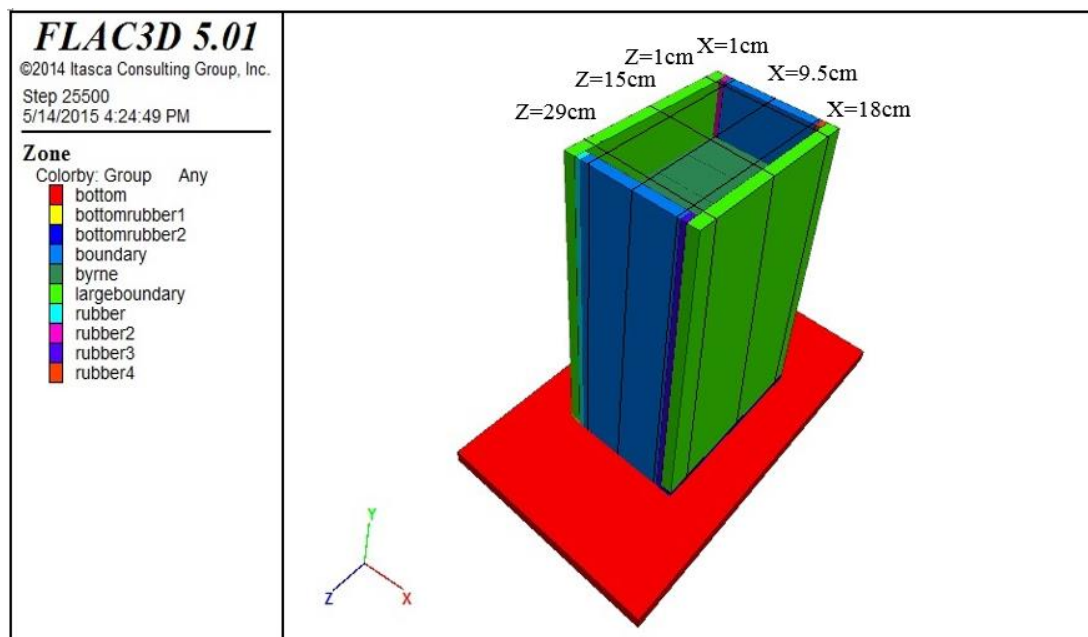 FLAC3D 5.01
©2014 Itasca Consulting Group, Inc.
Step 25500
5/14/2015 4:24:49 PM
Zone
Colorby: Group Any
bottom
bottomrubber1
bottomrubber2
boundary
byrne
largeboundary
rubber
rubber2
rubber3
rubber4
Z=1cm X=1cm
Z=15cm X=9.5cm
Z=29cm X=18cm
Y
Z X